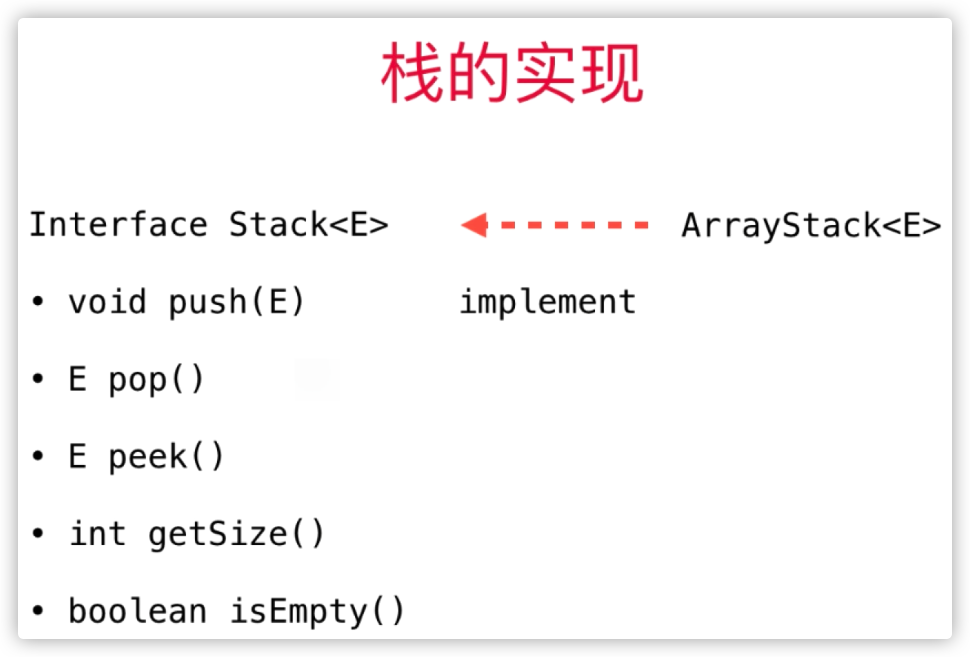 栈的实现
Interface Stack<E> ArrayStack<E>
• void push(E) implement
• E pop()
• E peek()
• int getSize()
• boolean isEmpty()